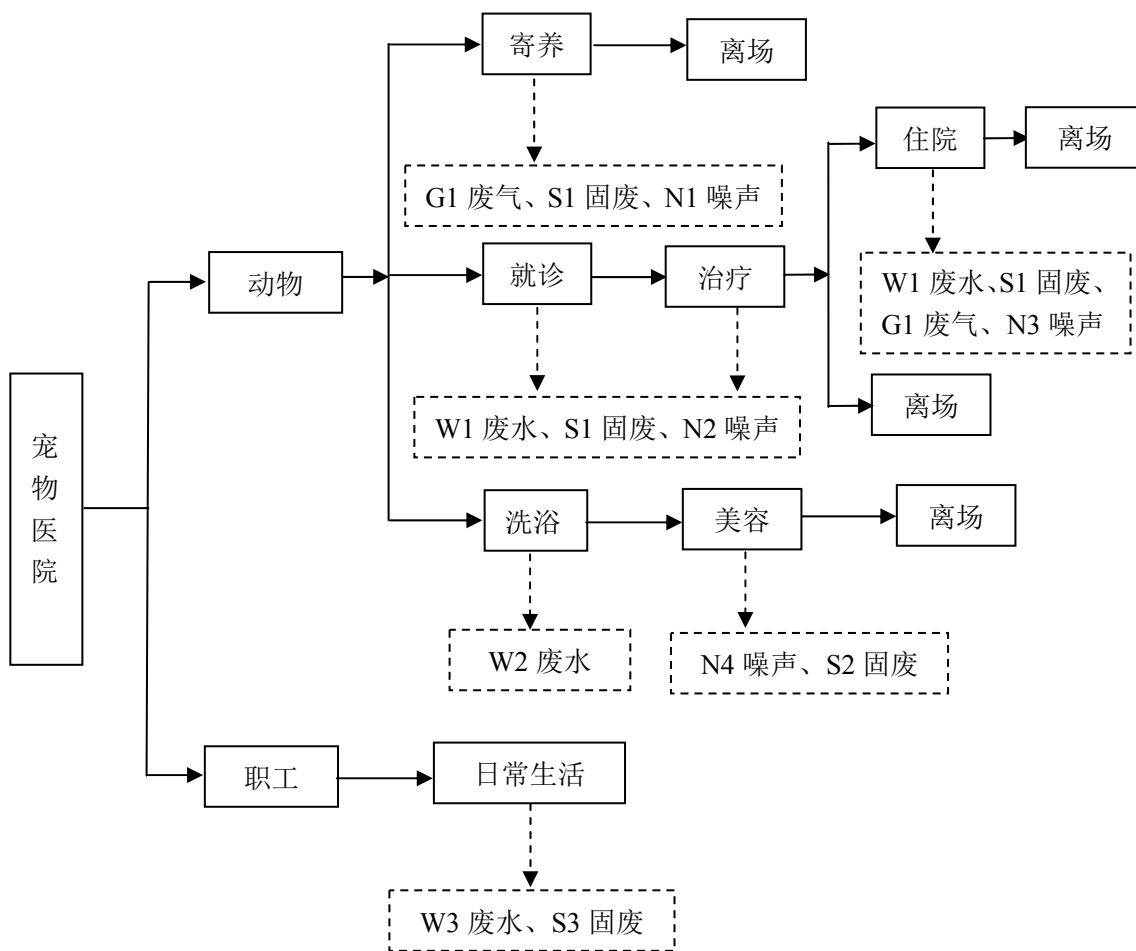 寄养
离场
住院
离场
G1 废气、S1 固废、N1 噪声
动物
就诊
治疗
W1 废水、S1 固废、
G1 废气、N3 噪声
宠物医院
离场
W1 废水、S1 固废、N2 噪声
洗浴
美容
离场
W2 废水
N4 噪声、S2 固废
职工
日常生活
W3 废水、S3 固废